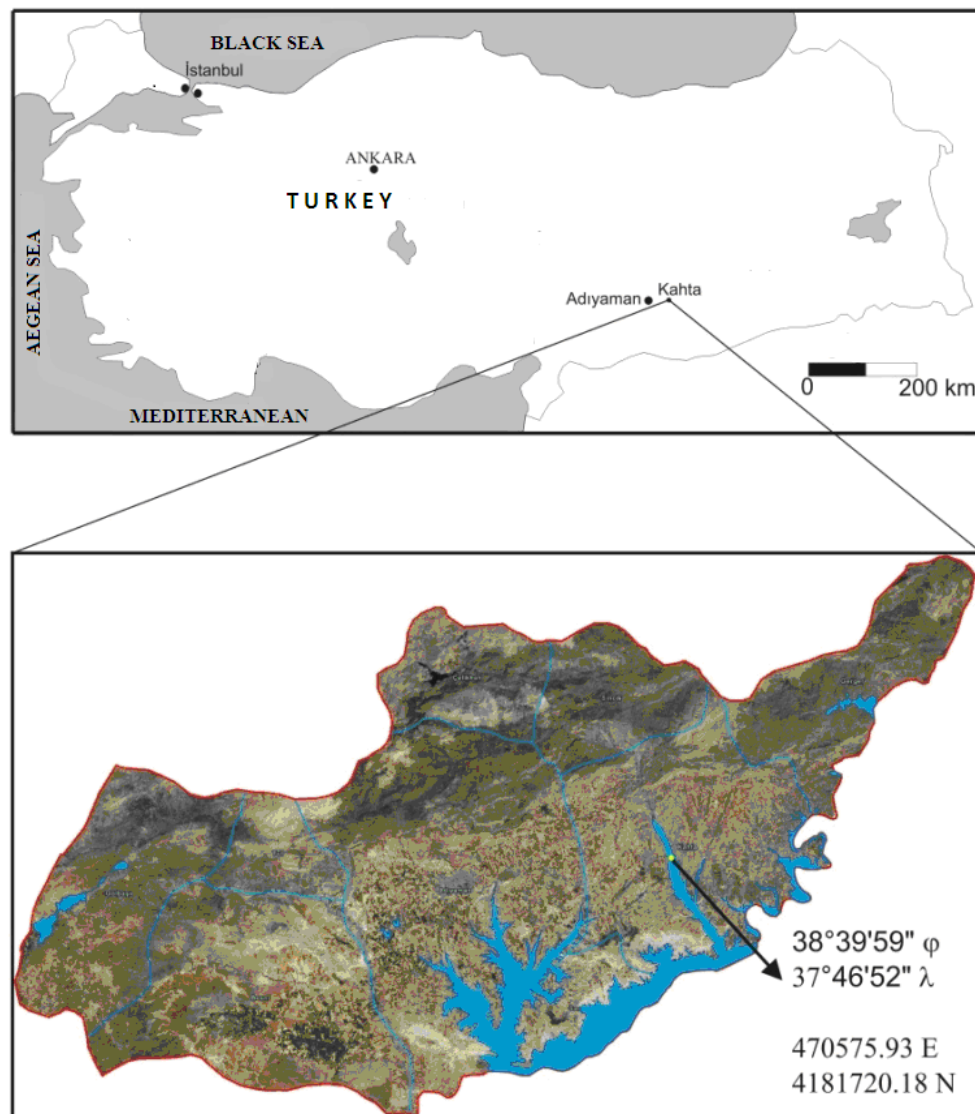 BLACK SEA
İstanbul
ANKARA
TURKEY
AEGEAN SEA
Adıyaman
Kahta
200 km
0
MEDITERRANEAN
38°39'59" φ
37°46'52" λ
470575.93 E
4181720.18 N